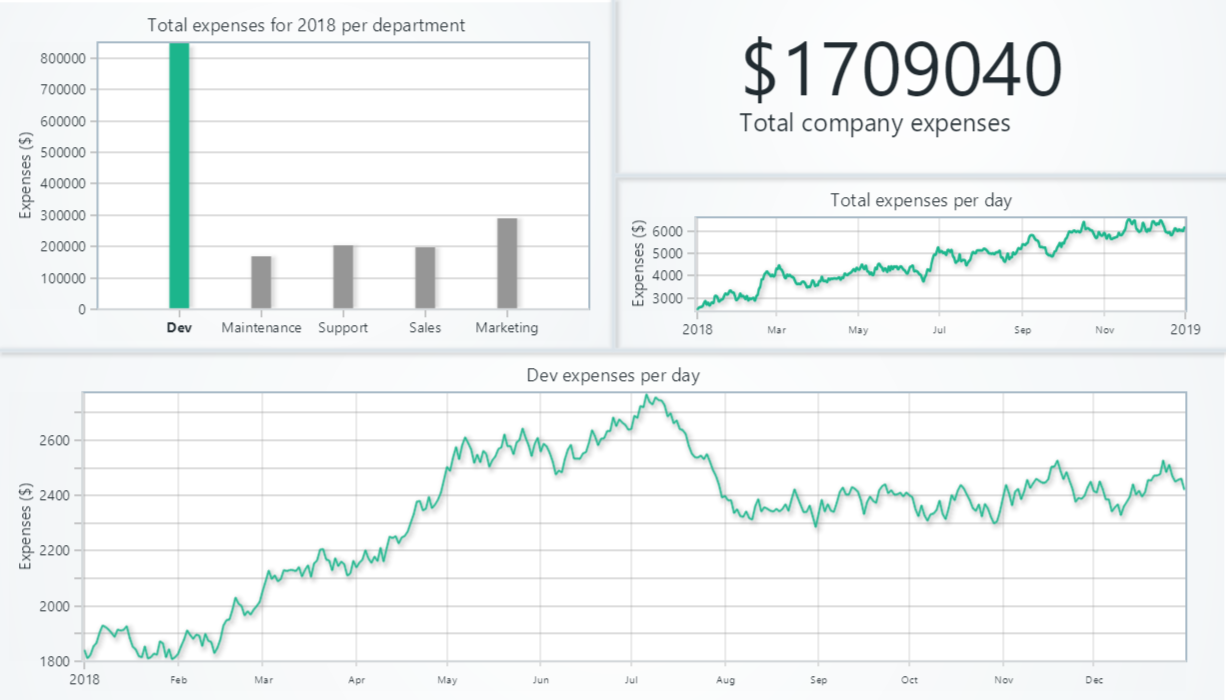 Total expenses for 2018 per department
Expenses ($)
800000
700000
600000
500000
400000
300000
200000
100000
0
Dev Maintenance Support Sales Marketing
$1709040
Total company expenses
Total expenses per day
Expenses ($)
6000
5000
4000
3000
2018 Mar May Jul Sep Nov 2019
Dev expenses per day
Expenses ($)
2600
2400
2200
2000
1800
2018 Feb Mar Apr May Jun Jul Aug Sep Oct Nov Dec